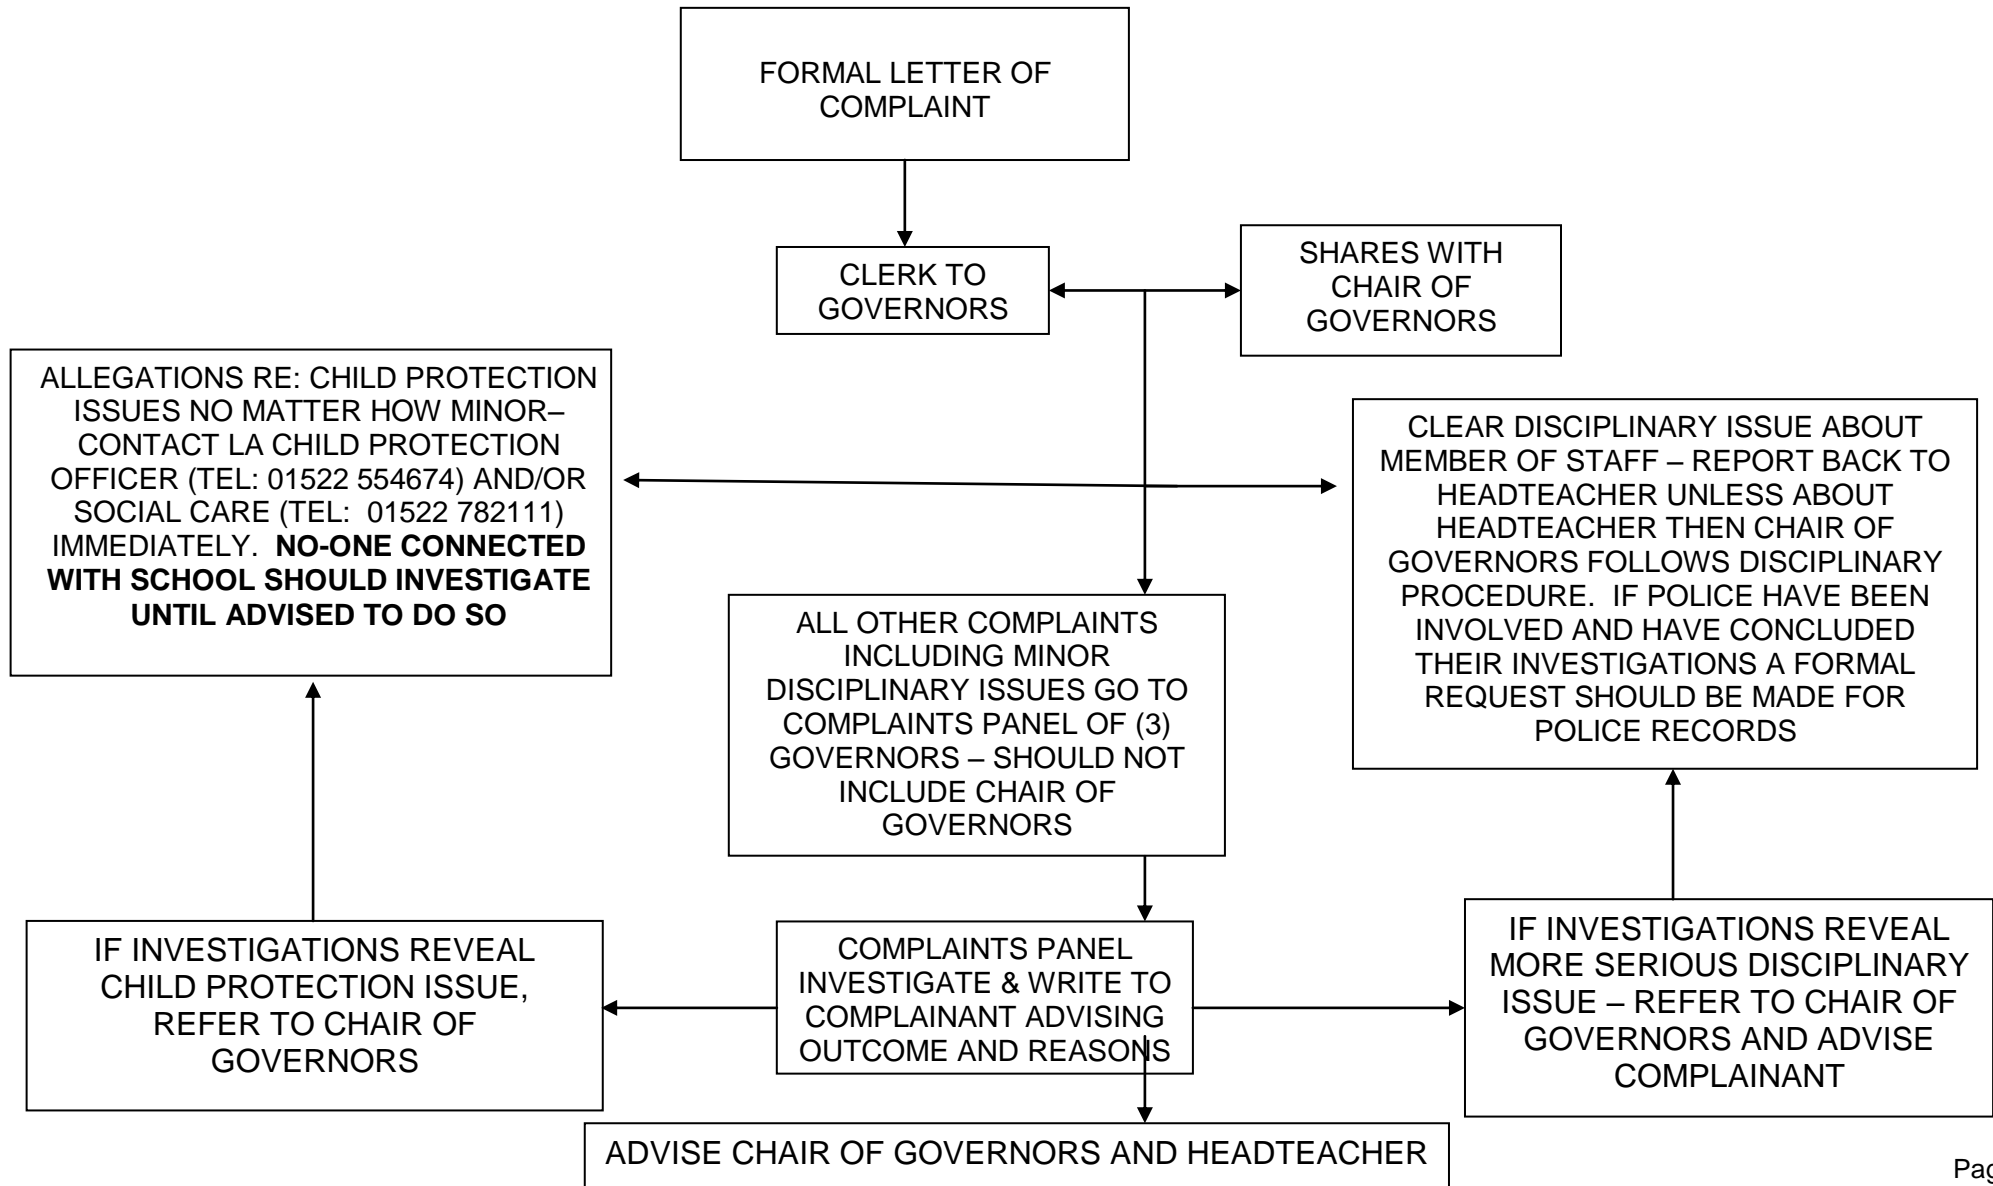 FORMAL LETTER OF
COMPLAINT
CLERK TO
GOVERNORS
SHARES WITH
CHAIR OF
GOVERNORS
ALLEGATIONS RE: CHILD PROTECTION
ISSUES NO MATTER HOW MINOR–
CONTACT LA CHILD PROTECTION
OFFICER (TEL: 01522 554674) AND/OR
SOCIAL CARE (TEL:  01522 782111)
IMMEDIATELY.  NO-ONE CONNECTED
WITH SCHOOL SHOULD INVESTIGATE
UNTIL ADVISED TO DO SO
CLEAR DISCIPLINARY ISSUE ABOUT
MEMBER OF STAFF – REPORT BACK TO
HEADTEACHER UNLESS ABOUT
HEADTEACHER THEN CHAIR OF
GOVERNORS FOLLOWS DISCIPLINARY
PROCEDURE.  IF POLICE HAVE BEEN
INVOLVED AND HAVE CONCLUDED
THEIR INVESTIGATIONS A FORMAL
REQUEST SHOULD BE MADE FOR
POLICE RECORDS
ALL OTHER COMPLAINTS
INCLUDING MINOR
DISCIPLINARY ISSUES GO TO
COMPLAINTS PANEL OF (3)
GOVERNORS – SHOULD NOT
INCLUDE CHAIR OF
GOVERNORS
IF INVESTIGATIONS REVEAL
CHILD PROTECTION ISSUE,
REFER TO CHAIR OF
GOVERNORS
COMPLAINTS PANEL
INVESTIGATE & WRITE TO
COMPLAINANT ADVISING
OUTCOME AND REASONS
IF INVESTIGATIONS REVEAL
MORE SERIOUS DISCIPLINARY
ISSUE – REFER TO CHAIR OF
GOVERNORS AND ADVISE
COMPLAINANT
ADVISE CHAIR OF GOVERNORS AND HEADTEACHER
Pag